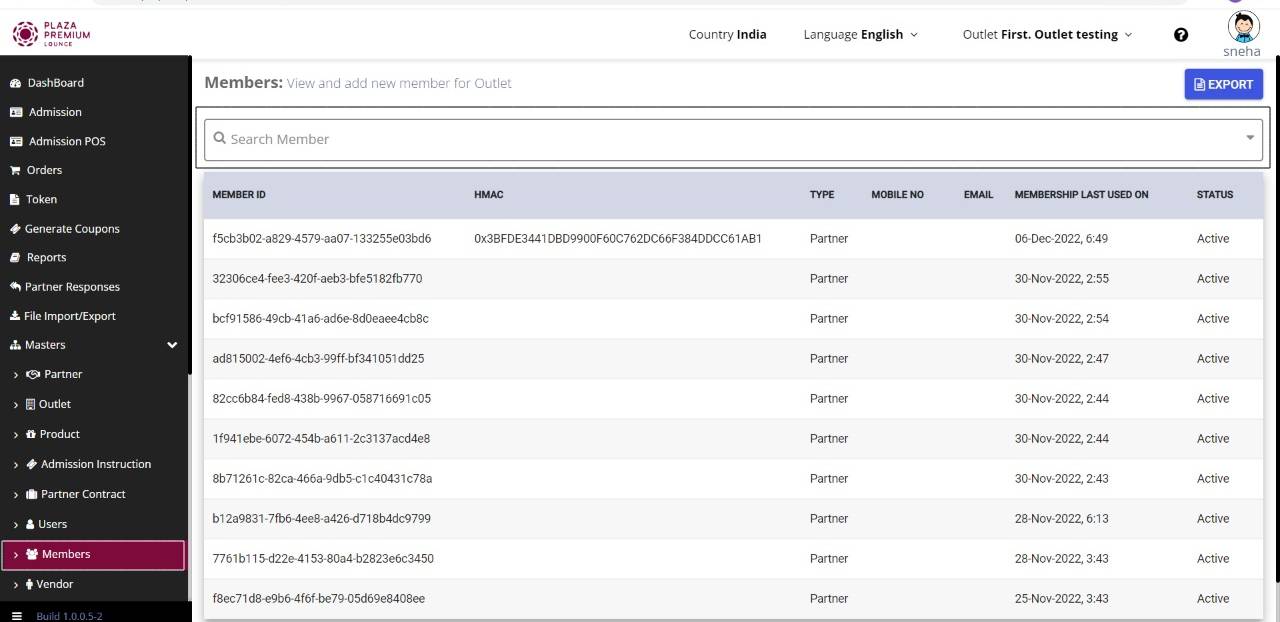 PLAZA
PREMIUM
LOUNGE
Country India
Language English
Outlet First. Outlet testing
sneha
DashBoard
Admission
Admission POS
Orders
Token
Generate Coupons
Reports
Partner Responses
File Import/Export
Masters
Partner
Outlet
Product
Admission Instruction
Partner Contract
Users
Members
Vendor
Build 1.0.0.5-2
Members: View and add new member for Outlet
EXPORT
Search Member
MEMBER ID HMAC TYPE MOBILE NO EMAIL MEMBERSHIP LAST USED ON STATUS
f5cb3b02-a829-4579-aa07-133255e03bd6 0x3BFDE3441DBD9900F60C762DC66F384DDCC61AB1 Partner 06-Dec-2022, 6:49 Active
32306ce4-fee3-420f-aeb3-bfe5182fb770 Partner 30-Nov-2022, 2:55 Active
bcf91586-49cb-41a6-ad6e-8d0eaee4cb8c Partner 30-Nov-2022, 2:54 Active
ad815002-4ef6-4cb3-99ff-bf341051dd25 Partner 30-Nov-2022, 2:47 Active
82cc6b84-fed8-438b-9967-058716691c05 Partner 30-Nov-2022, 2:44 Active
1f941ebe-6072-454b-a611-2c3137acd4e8 Partner 30-Nov-2022, 2:44 Active
8b71261c-82ca-466a-9db5-c1c40431c78a Partner 30-Nov-2022, 2:43 Active
b12a9831-7fb6-4ee8-a426-d718b4dc9799 Partner 28-Nov-2022, 6:13 Active
7761b115-d22e-4153-80a4-b2823e6c3450 Partner 28-Nov-2022, 3:43 Active
f8ec71d8-e9b6-4f6f-be79-05d69e8408ee Partner 25-Nov-2022, 3:43 Active